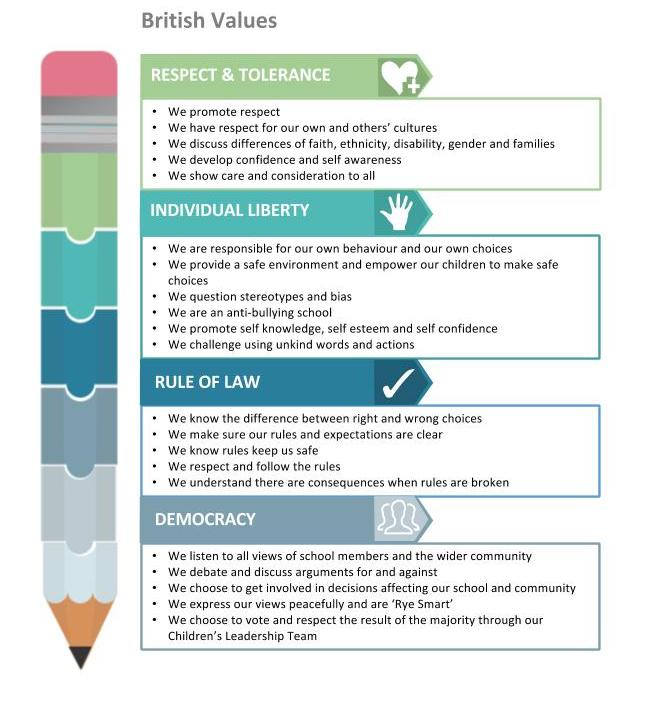 British Values
RESPECT & TOLERANCE
• We promote respect
• We have respect for our own and others’ cultures
• We discuss differences of faith, ethnicity, disability, gender and families
• We develop confidence and self awareness
• We show care and consideration to all
INDIVIDUAL LIBERTY
• We are responsible for our own behaviour and our own choices
• We provide a safe environment and empower our children to make safe
choices
• We question stereotypes and bias
• We are an anti-bullying school
• We promote self knowledge, self esteem and self confidence
• We challenge using unkind words and actions
RULE OF LAW
• We know the difference between right and wrong choices
• We make sure our rules and expectations are clear
• We know rules keep us safe
• We respect and follow the rules
• We understand there are consequences when rules are broken
DEMOCRACY
• We listen to all views of school members and the wider community
• We debate and discuss arguments for and against
• We choose to get involved in decisions affecting our school and community
• We express our views peacefully and are ‘Rye Smart’
• We choose to vote and respect the result of the majority through our
Children’s Leadership Team